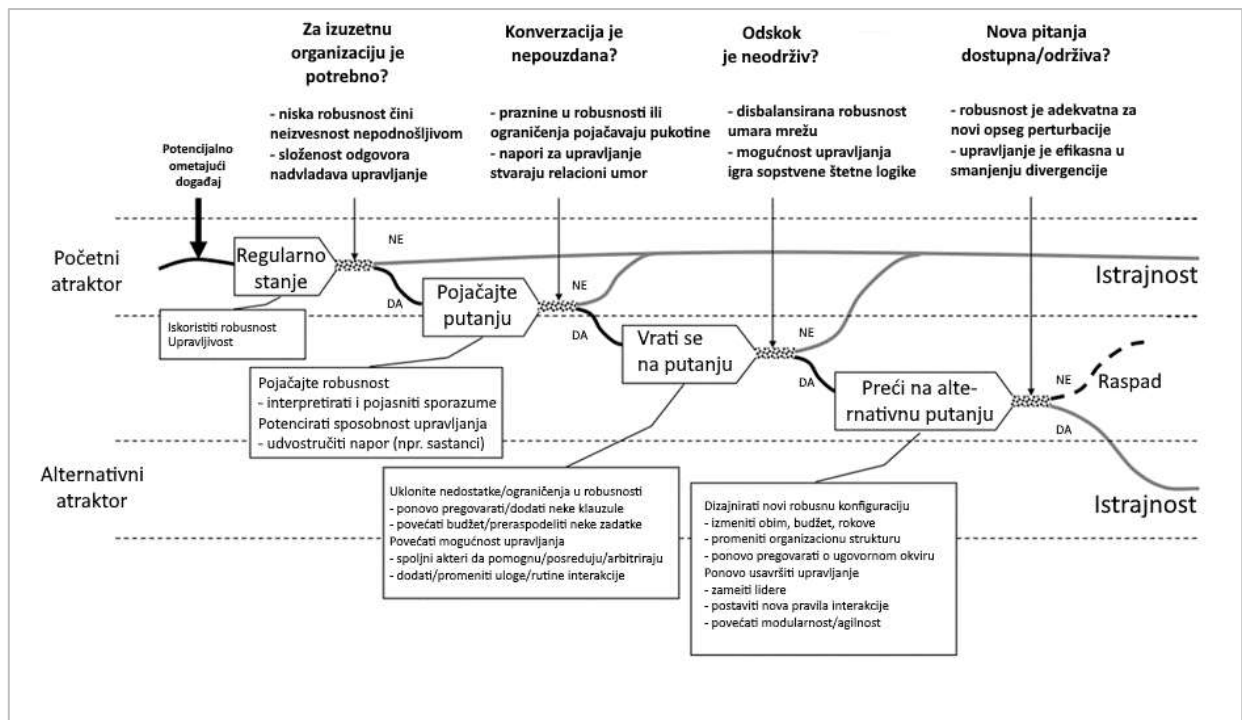 Za izuzetnu
organizaciju je
potrebno?
- niska robusnost čini
neizvesnost nepodnošljivom
- složenost odgovora
nadvladava upravljanje
Konverzacija je
nepouzdana?
- praznine u robusnosti ili
ograničenja pojačavaju pukotine
- napori za upravljanje
stvaraju relacioni umor
Odskok
je neodrživ?
- disbalansirana robusnost
umara mrežu
- mogućnost upravljanja
igra sopstvene štetne logike
Nova pitanja
dostupna/održiva?
- robusnost je adekvatna za
novi opseg perturbacije
- upravljanje je efikasna u
smanjenju divergencije
Potencijalno
ometajući
događaj
Početni
atraktor
Regularno
stanje
NE
DA
Iskoristiti robusnost
Upravljivost
Pojačajte
putanju
NE
DA
Pojačajte robusnost
- interpretirati i pojasniti sporazume
Potencirati sposobnost upravljanja
- udvostručiti napor (npr. sastanci)
Vrati se
na putanju
NE
DA
Uklonite nedostatke/ograničenja u robusnosti
- ponovo pregovarati/dodati neke klauzule
- povećati budžet/preraspodeliti neke zadatke
Povećati mogućnost upravljanja
- spoljni akteri da pomognu/posreduju/arbitriraju
- dodati/promeniti uloge/rutine interakcije
Preći na alte-
rnativnu putanju
NE
DA
Dizajnirati novi robusnu konfiguraciju
- izmeniti obim, budžet, rokove
- promeniti organizacionu strukturu
- ponovo pregovarati o ugovornom okviru
Ponovo usavršiti upravljanje
- zameiti lidere
- postaviti nova pravila interakcije
- povećati modularnost/agilnost
Istrajnost
Raspad
Alternativni
atraktor
Istrajnost